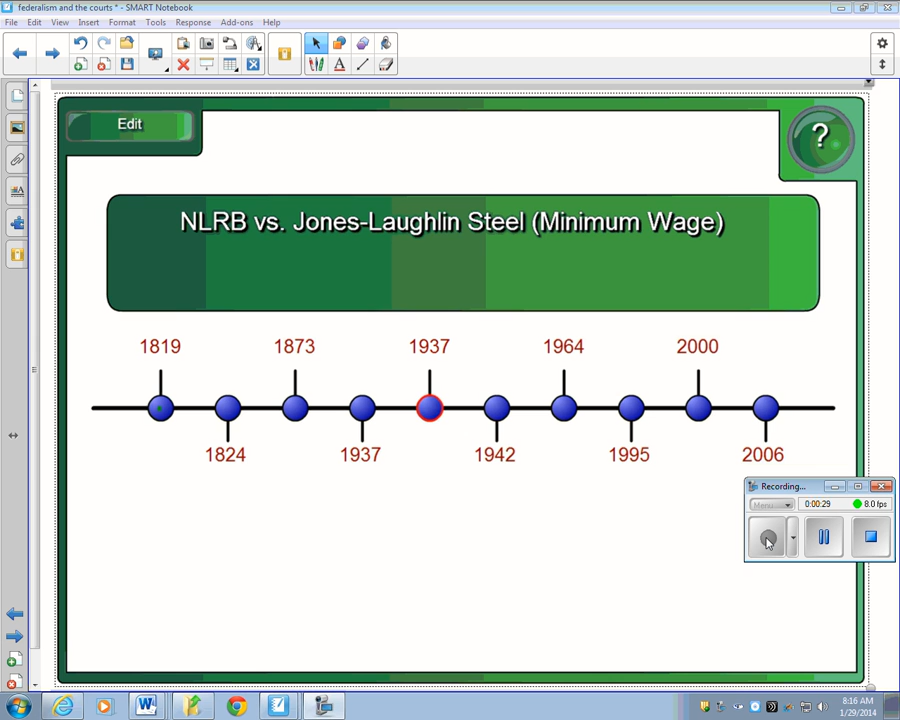 federalism and the courts * - SMART Notebook
File Edit View Insert Format Tools Response Add-ons Help
Edit
?
NLRB vs. Jones-Laughlin Steel (Minimum Wage)
1819 1873 1937 1964 2000
1824 1937 1942 1995 2006
Recording...
Menu 0:00:29 8.0 fps
8:16 AM
1/29/2014